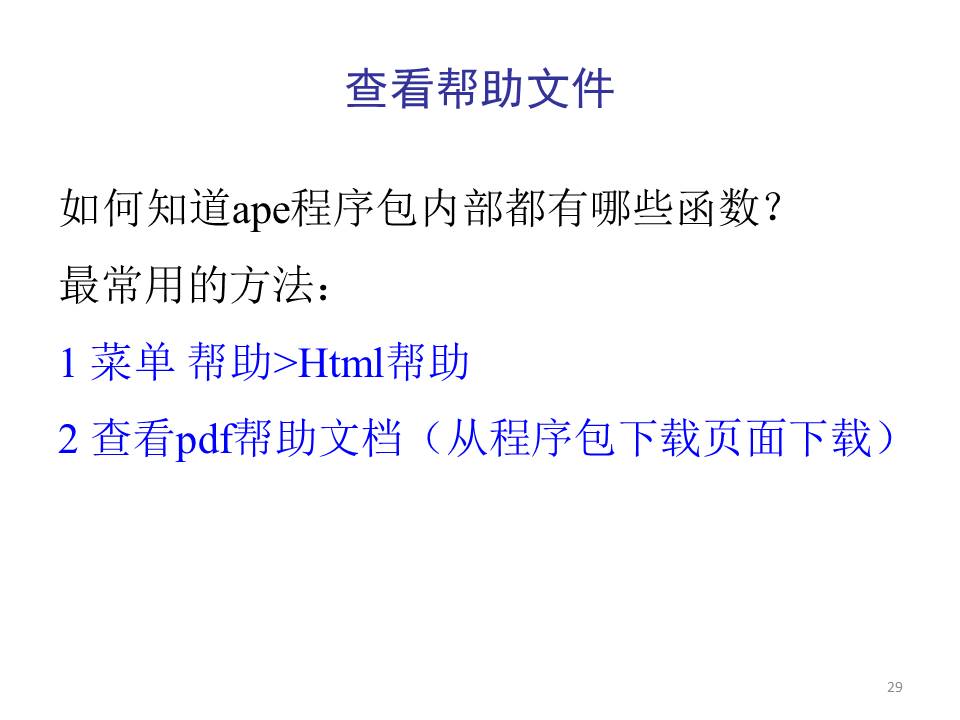 查看帮助文件
如何知道ape程序包内部都有哪些函数？
最常用的方法：
1 菜单 帮助>Html帮助
2 查看pdf帮助文档（从程序包下载页面下载）
29